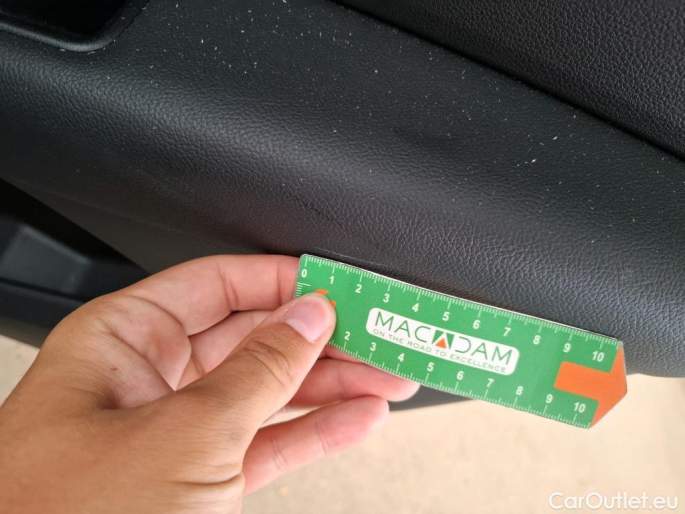 0 1 2 3 4 5 6 7 8 9 10
MACADAM
ON THE ROAD TO EXCELLENCE
2 3 4 5 6 7 8 9 10
CarOutlet.eu